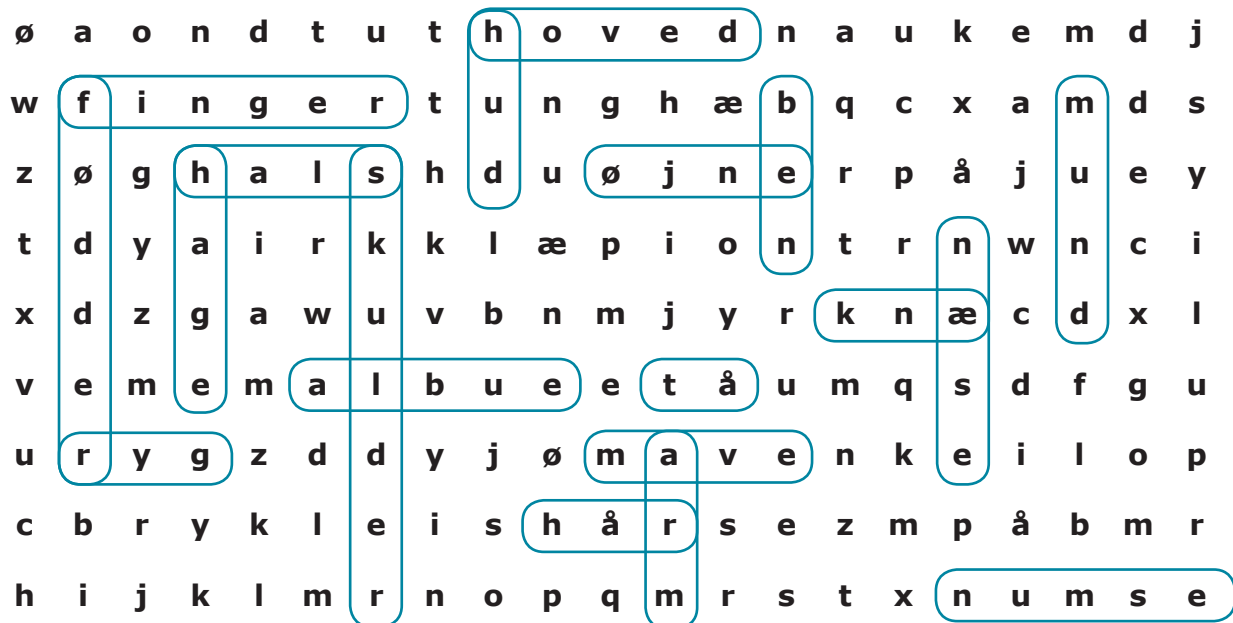 ø a o n d t u t h o v e d n a u k e m d j
w f i n g e r t u n g h æ b q c x a m d s
z ø g h a l s h d u ø j n e r p å j u e y
t d y a i r k k l æ p i o n t r n w n c i
x d z g a w u v b n m j y r k n æ c d x l
v e m e m a l b u e e t å u m q s d f g u
u r y g z d d y j ø m a v e n k e i l o p
c b r y k l e i s h å r s e z m p å b m r
h i j k l m r n o p q m r s t x n u m s e